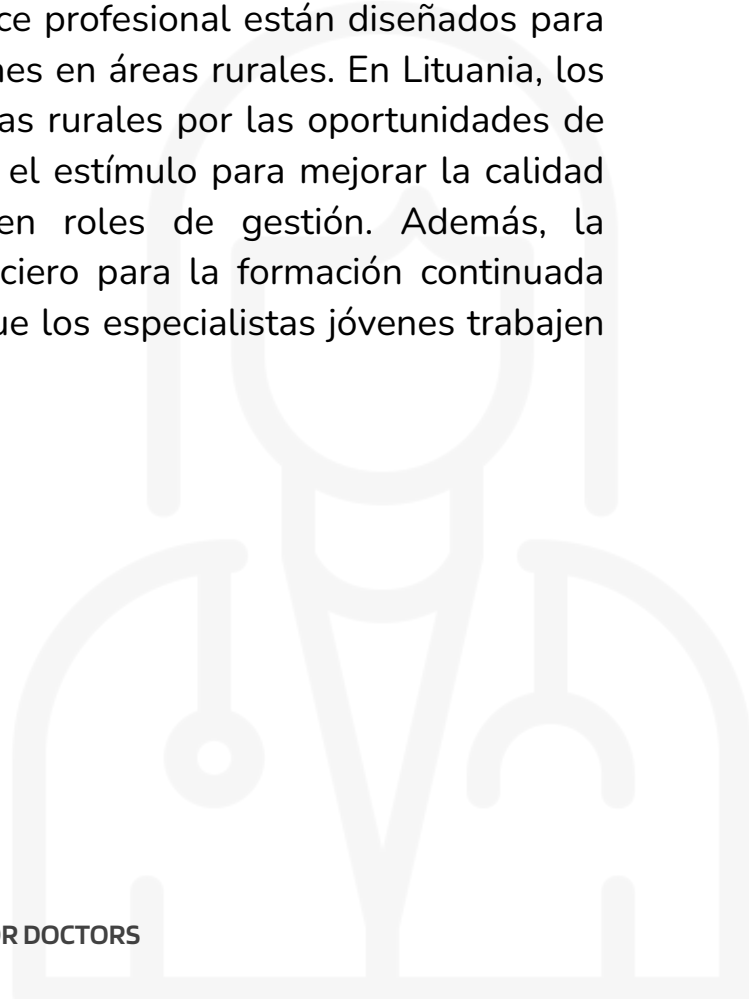 ce profesional están diseñados para
nes en áreas rurales. En Lituania, los
as rurales por las oportunidades de
el estímulo para mejorar la calidad
en roles de gestión. Además, la
ciero para la formación continuada
ue los especialistas jóvenes trabajen
OR DOCTORS